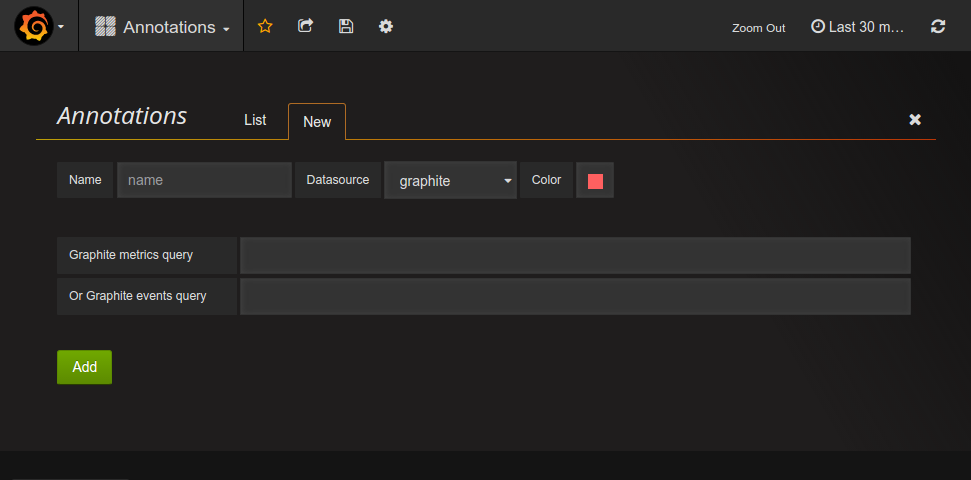 Annotations
Zoom Out
Last 30 m...
Annotations
List
New
Name
name
Datasource
graphite
Color
Graphite metrics query
Or Graphite events query
Add